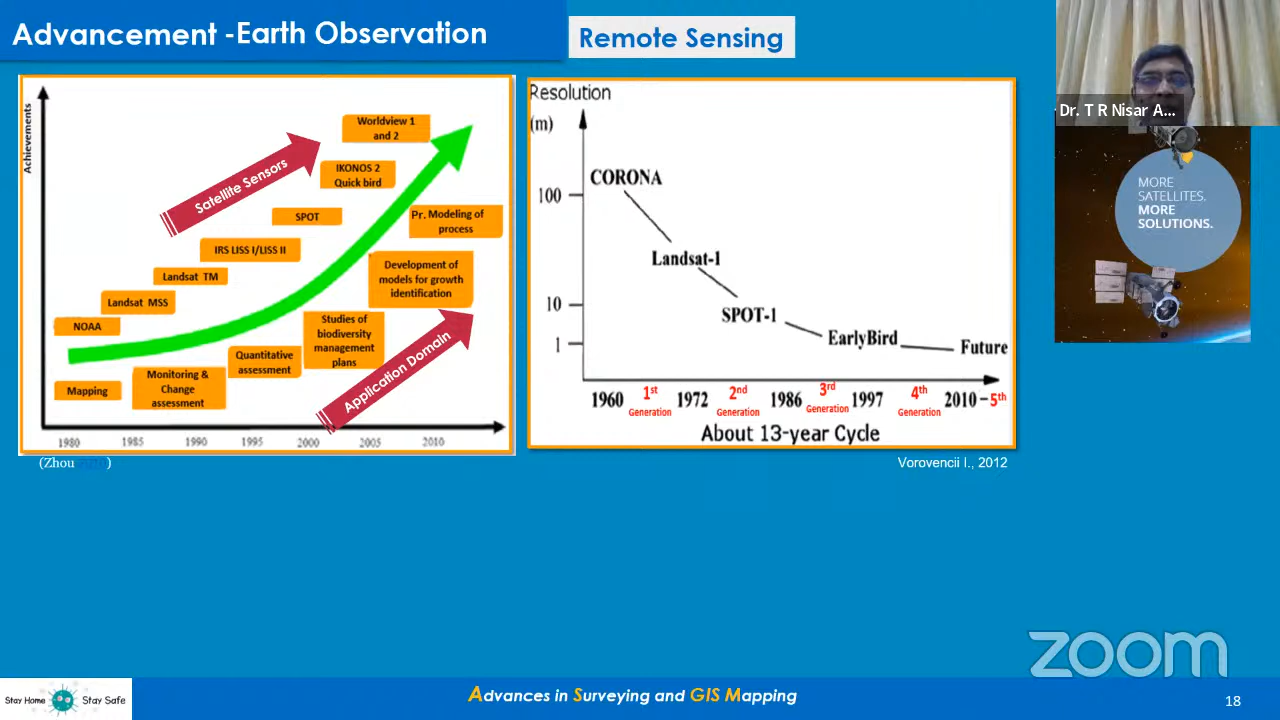 Advancement -Earth Observation
Remote Sensing
Achievements
Satellite Sensors
Worldview 1
and 2
IKONOS 2
Quick bird
SPOT
IRS LISS I/LISS II
Landsat TM
Landsat MSS
NOAA
Pr. Modeling of
process
Development of
models for growth
identification
Studies of
biodiversity
management
plans
Quantitative
assessment
Monitoring &
Change
assessment
Mapping
Application Domain
1980 1985 1990 1995 2000 2005 2010
(Zhou )
Resolution
(m)
100
10
1
CORONA
Landsat-1
SPOT-1
EarlyBird
Future
1960 1st Generation 1972 2nd Generation 1986 3rd Generation 1997 4th Generation 2010 – 5th
About 13-year Cycle
Vorovencii I., 2012
Dr. T R Nisar A...
MORE
SATELLITES.
MORE
SOLUTIONS.
zoom
Stay Home Stay Safe
Advances in Surveying and GIS Mapping
18